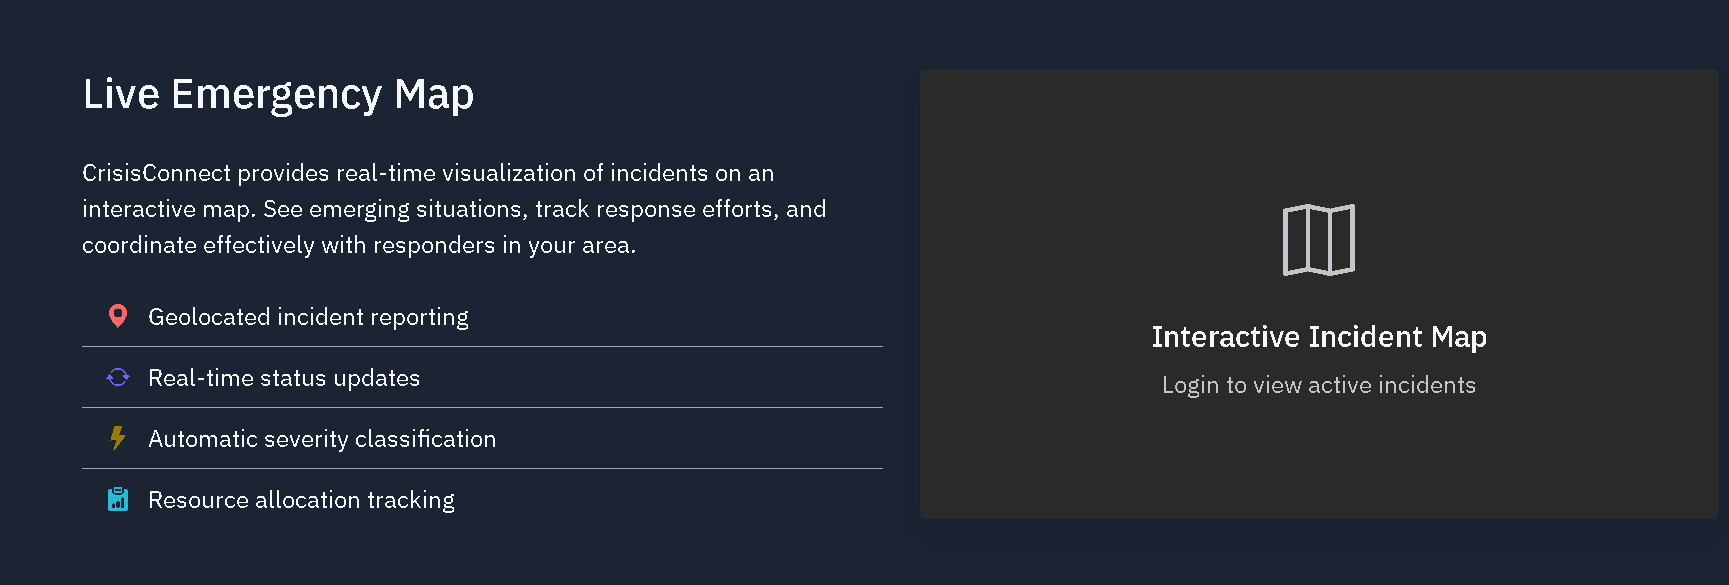 Live Emergency Map
CrisisConnect provides real-time visualization of incidents on an
interactive map. See emerging situations, track response efforts, and
coordinate effectively with responders in your area.
Geolocated incident reporting
Real-time status updates
Automatic severity classification
Resource allocation tracking
Interactive Incident Map
Login to view active incidents